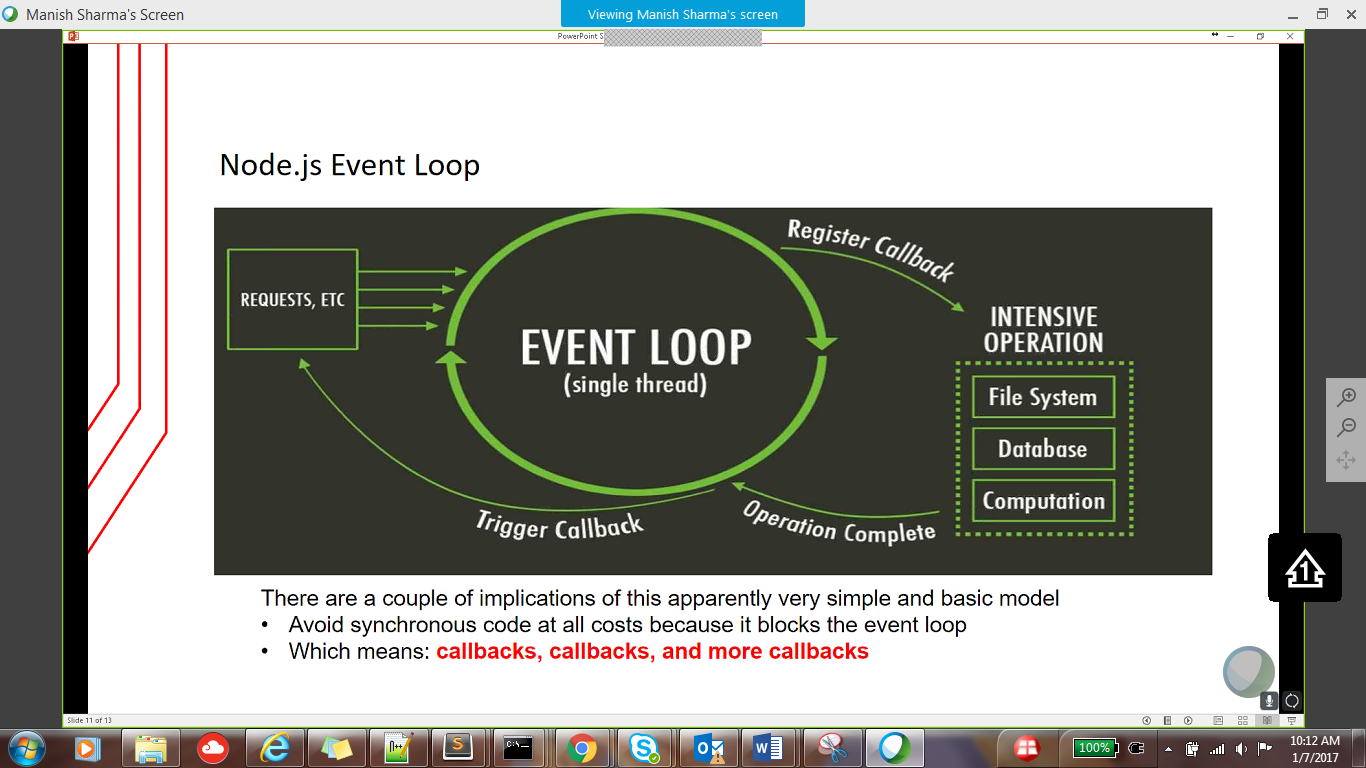 Manish Sharma's Screen
Viewing Manish Sharma's screen
PowerPoint S
Node.js Event Loop
REQUESTS, ETC
EVENT LOOP
(single thread)
Register Callback
INTENSIVE
OPERATION
File System
Database
Computation
Operation Complete
Trigger Callback
There are a couple of implications of this apparently very simple and basic model
• Avoid synchronous code at all costs because it blocks the event loop
• Which means: callbacks, callbacks, and more callbacks
1
Slide 11 of 13
100%
10:12 AM
1/7/2017